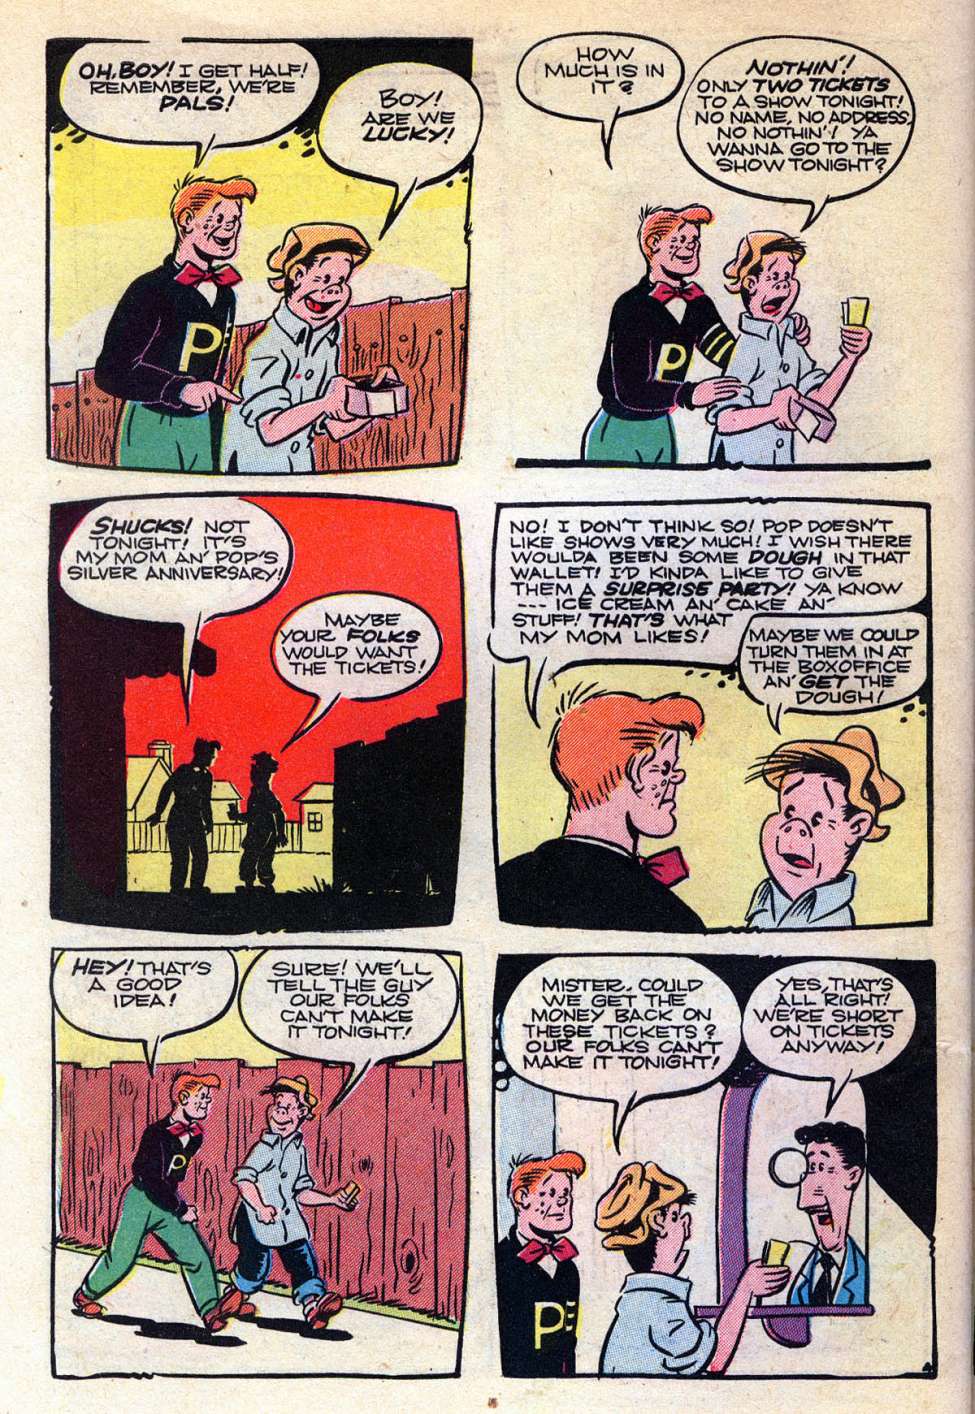 OH, BOY! I GET HALF!
REMEMBER, WE'RE
PALS!
BOY!
ARE WE
LUCKY!
P
HOW
MUCH IS IN
IT?
NOTHIN'!
ONLY TWO TICKETS
TO A SHOW TONIGHT!
NO NAME, NO ADDRESS,
NO NOTHIN'! YA
WANNA GO TO THE
SHOW TONIGHT?
P
SHUCKS! NOT
TONIGHT! IT'S
MY MOM AN' POP'S
SILVER ANNIVERSARY!
MAYBE
YOUR FOLKS
WOULD WANT
THE TICKETS!
NO! I DON'T THINK SO! POP DOESN'T
LIKE SHOWS VERY MUCH! I WISH THERE
WOULDA BEEN SOME DOUGH IN THAT
WALLET! I'D KINDA LIKE TO GIVE
THEM A SURPRISE PARTY! YA KNOW
--- ICE CREAM AN' CAKE AN'
STUFF! THAT'S WHAT
MY MOM LIKES!
MAYBE WE COULD
TURN THEM IN AT
THE BOXOFFICE
AN' GET THE
DOUGH!
HEY! THAT'S
A GOOD
IDEA!
SURE! WE'LL
TELL THE GUY
OUR FOLKS
CAN'T MAKE
IT TONIGHT!
P
MISTER, COULD
WE GET THE
MONEY BACK ON
THESE TICKETS?
OUR FOLKS CAN'T
MAKE IT TONIGHT!
YES, THAT'S
ALL RIGHT!
WE'RE SHORT
ON TICKETS
ANYWAY!
PE
4